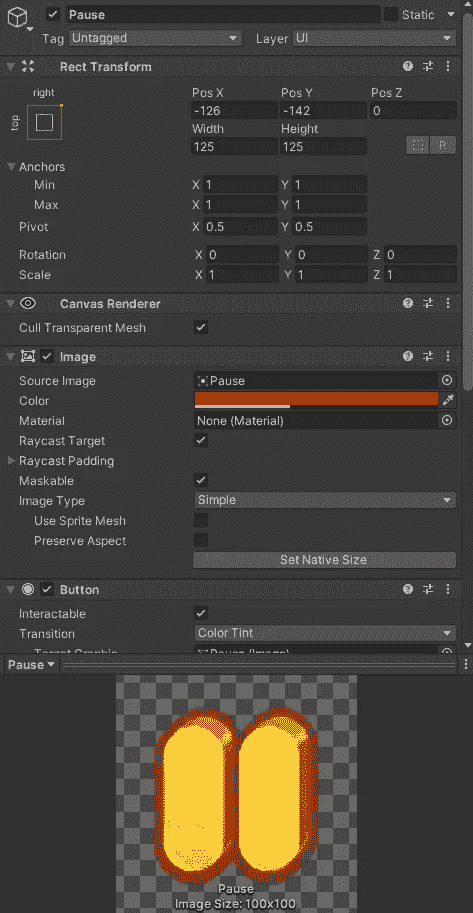 Pause
Static
Tag Untagged Layer UI
Rect Transform
right
top
Pos X Pos Y Pos Z
-126 -142 0
Width Height
125 125
R
Anchors
Min X 1 Y 1
Max X 1 Y 1
Pivot X 0.5 Y 0.5
Rotation X 0 Y 0 Z 0
Scale X 1 Y 1 Z 1
Canvas Renderer
Cull Transparent Mesh
Image
Source Image Pause
Color
Material None (Material)
Raycast Target
Raycast Padding
Maskable
Image Type Simple
Use Sprite Mesh
Preserve Aspect
Set Native Size
Button
Interactable
Transition Color Tint
Target Graphic Pause (Image)
Pause
Pause
Image Size: 100x100